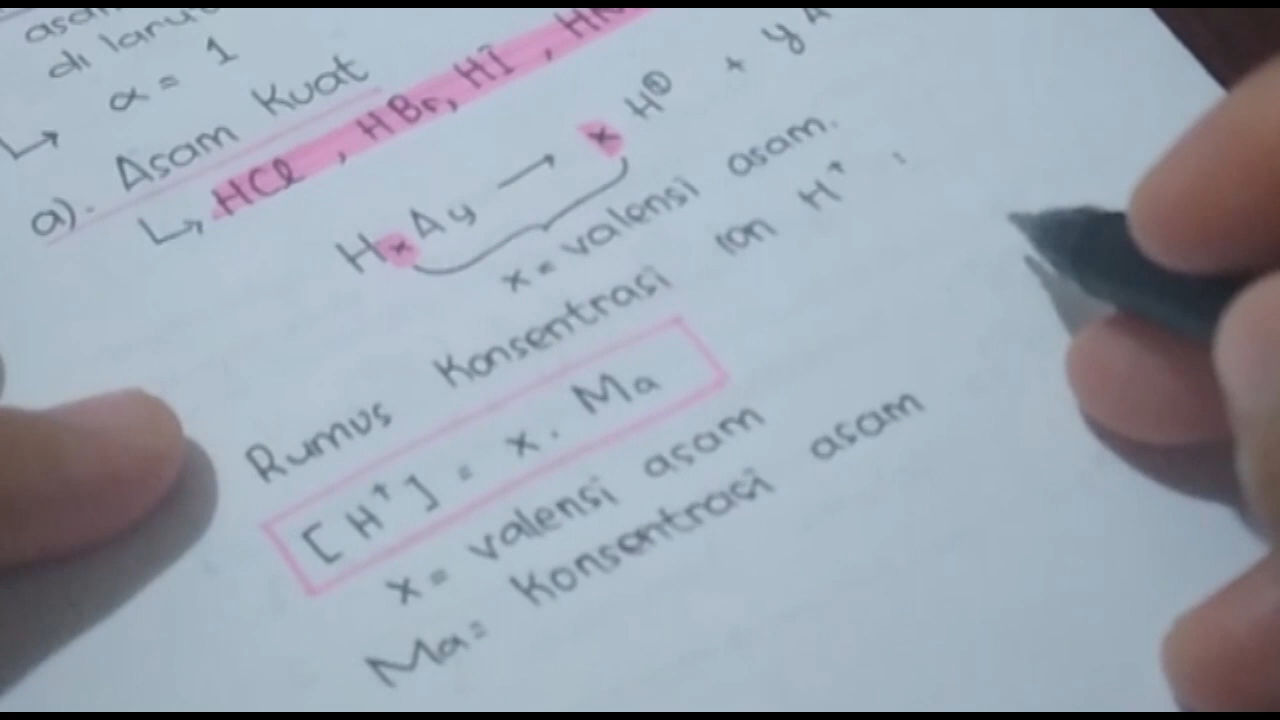 di
α = 1
a). Asam Kuat
↳ HCl, HBr, HI,
HxAy → x H⊕ + y
x = valensi asam.
Rumus Konsentrasi ion H⁺ :
[H⁺] = x . Ma
x = valensi asam
Ma = Konsentrasi asam